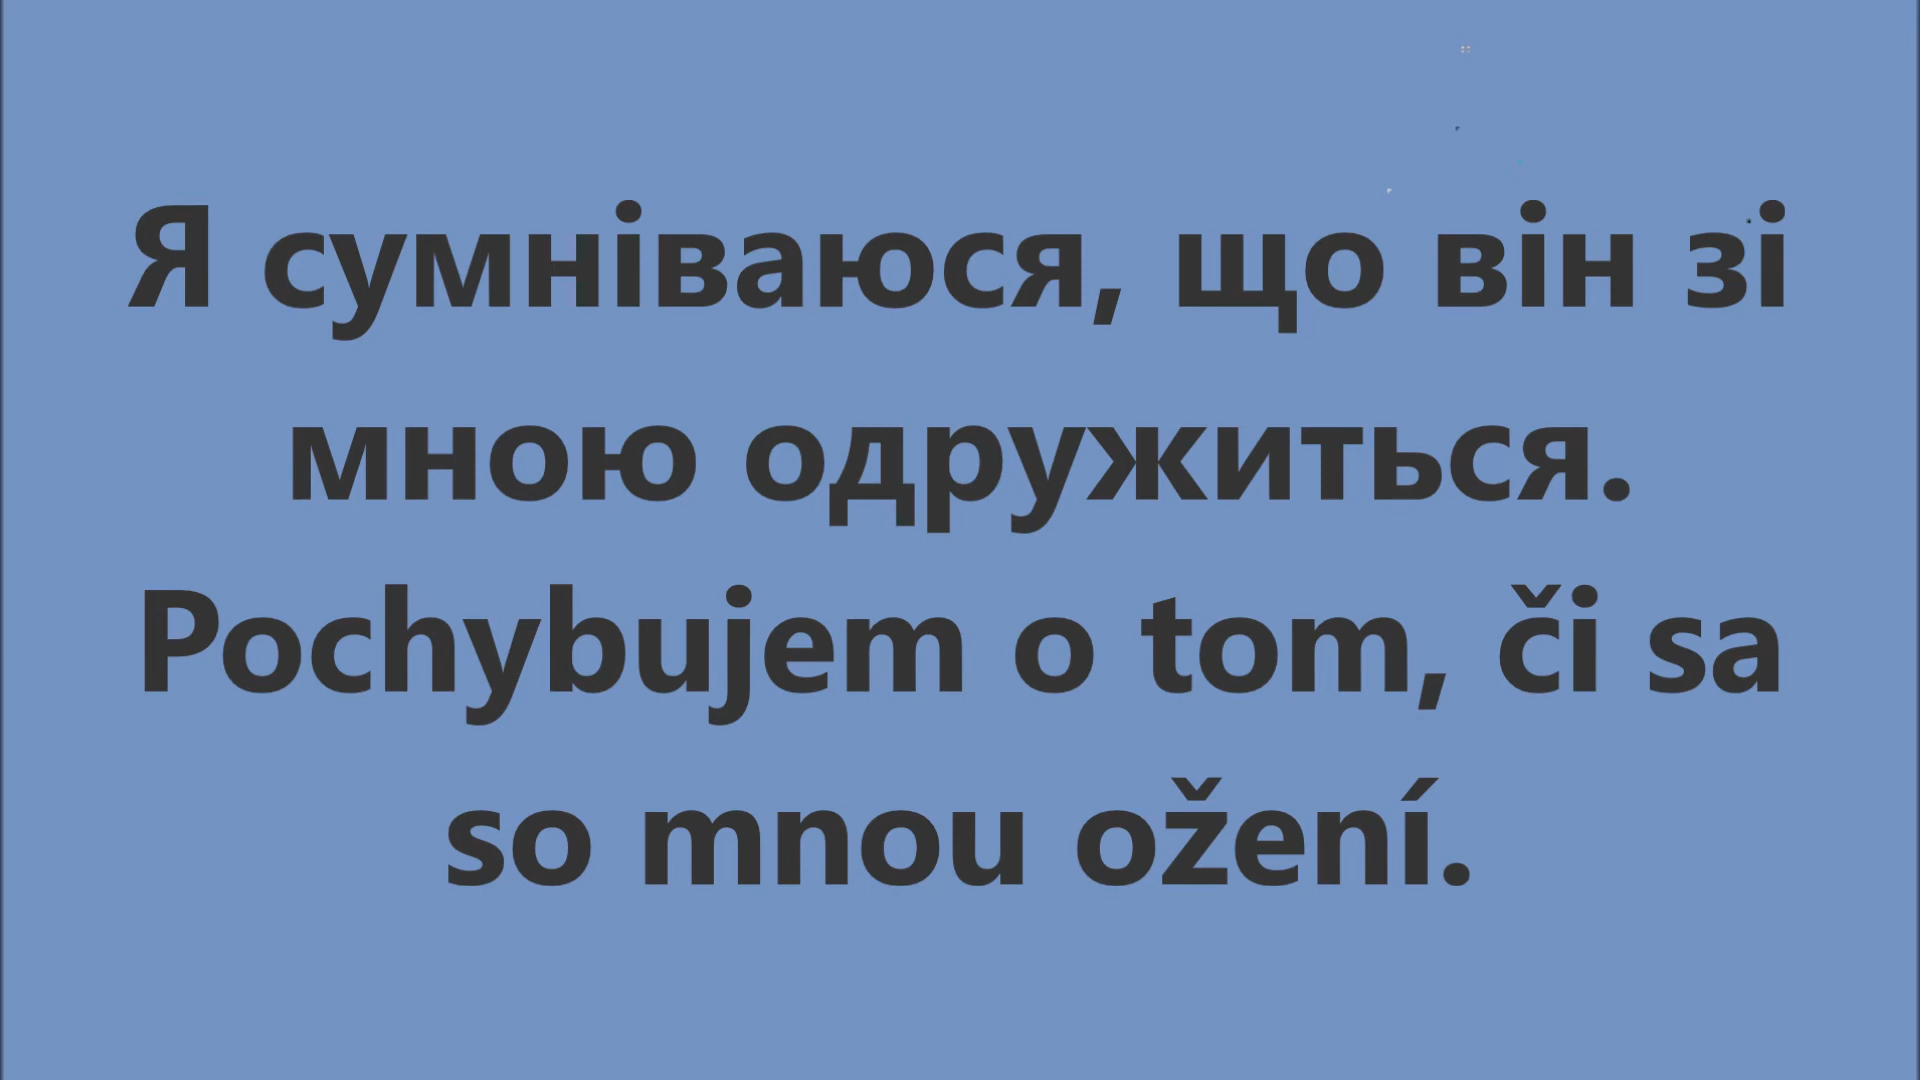 Я сумніваюся, що він зі
мною одружиться.
Pochybujem o tom, či sa
so mnou ožení.